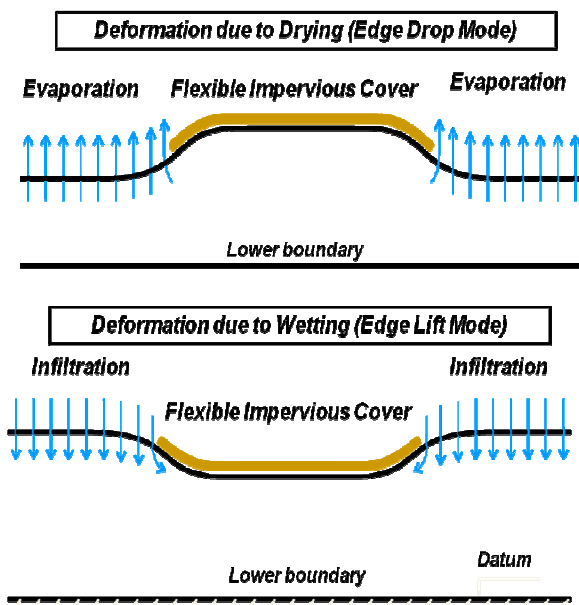 Deformation due to Drying (Edge Drop Mode)
Evaporation
Flexible Impervious Cover
Evaporation
Lower boundary
Deformation due to Wetting (Edge Lift Mode)
Infiltration
Infiltration
Flexible Impervious Cover
Datum
Lower boundary